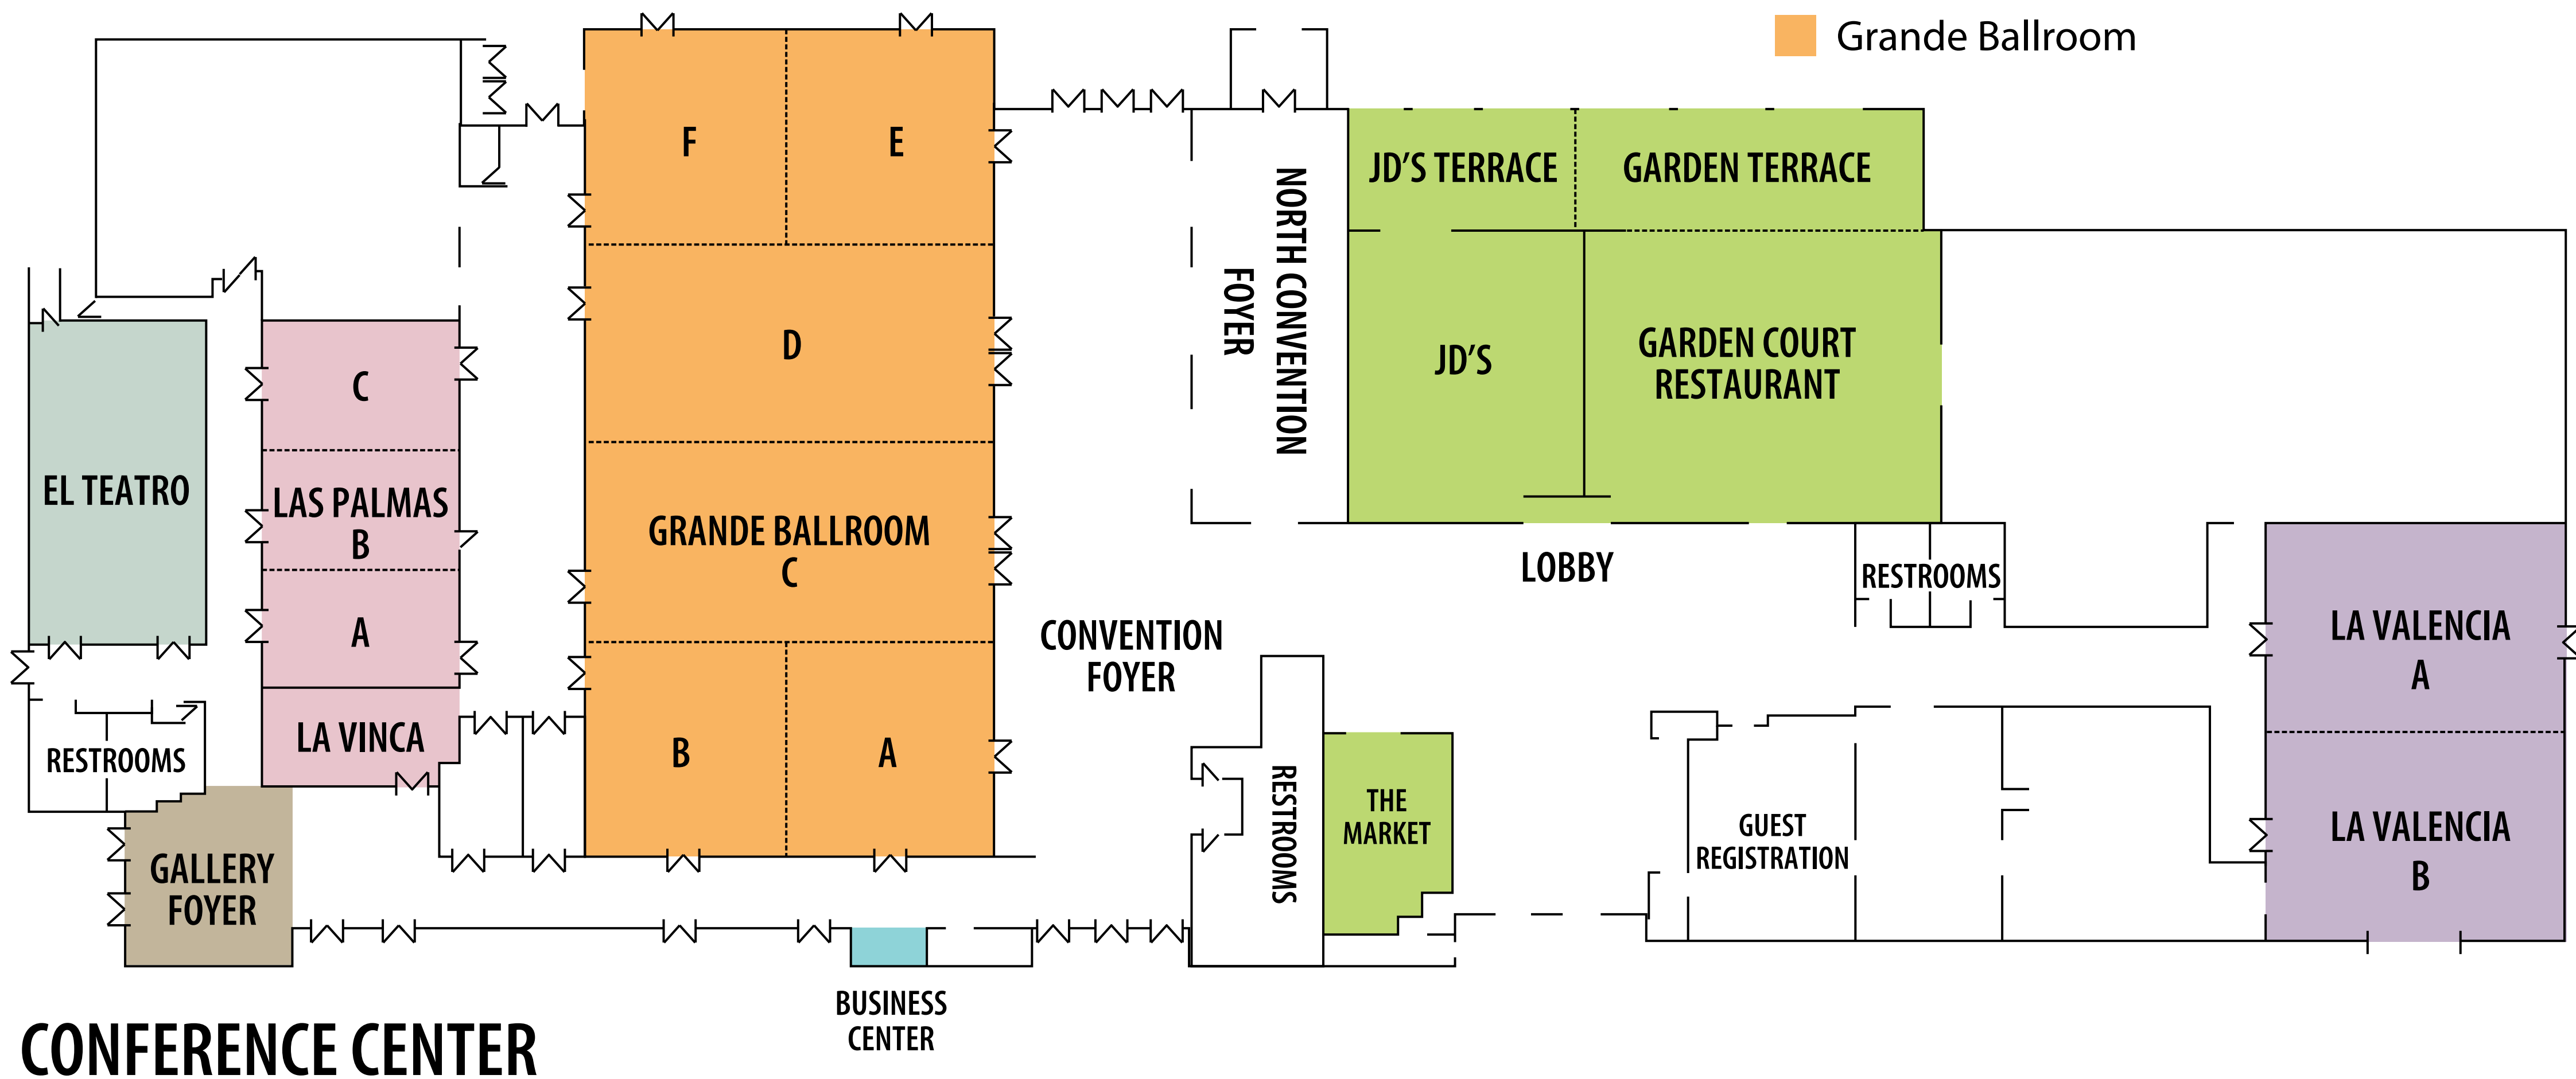 Grande Ballroom
F
E
JD'S TERRACE
GARDEN TERRACE
NORTH CONVENTION
FOYER
D
JD'S
GARDEN COURT
RESTAURANT
C
EL TEATRO
LAS PALMAS
B
A
GRANDE BALLROOM
C
LOBBY
RESTROOMS
CONVENTION
FOYER
LA VALENCIA
A
LA VINCA
RESTROOMS
B
A
RESTROOMS
THE
MARKET
GUEST
REGISTRATION
LA VALENCIA
B
GALLERY
FOYER
BUSINESS
CENTER
CONFERENCE CENTER